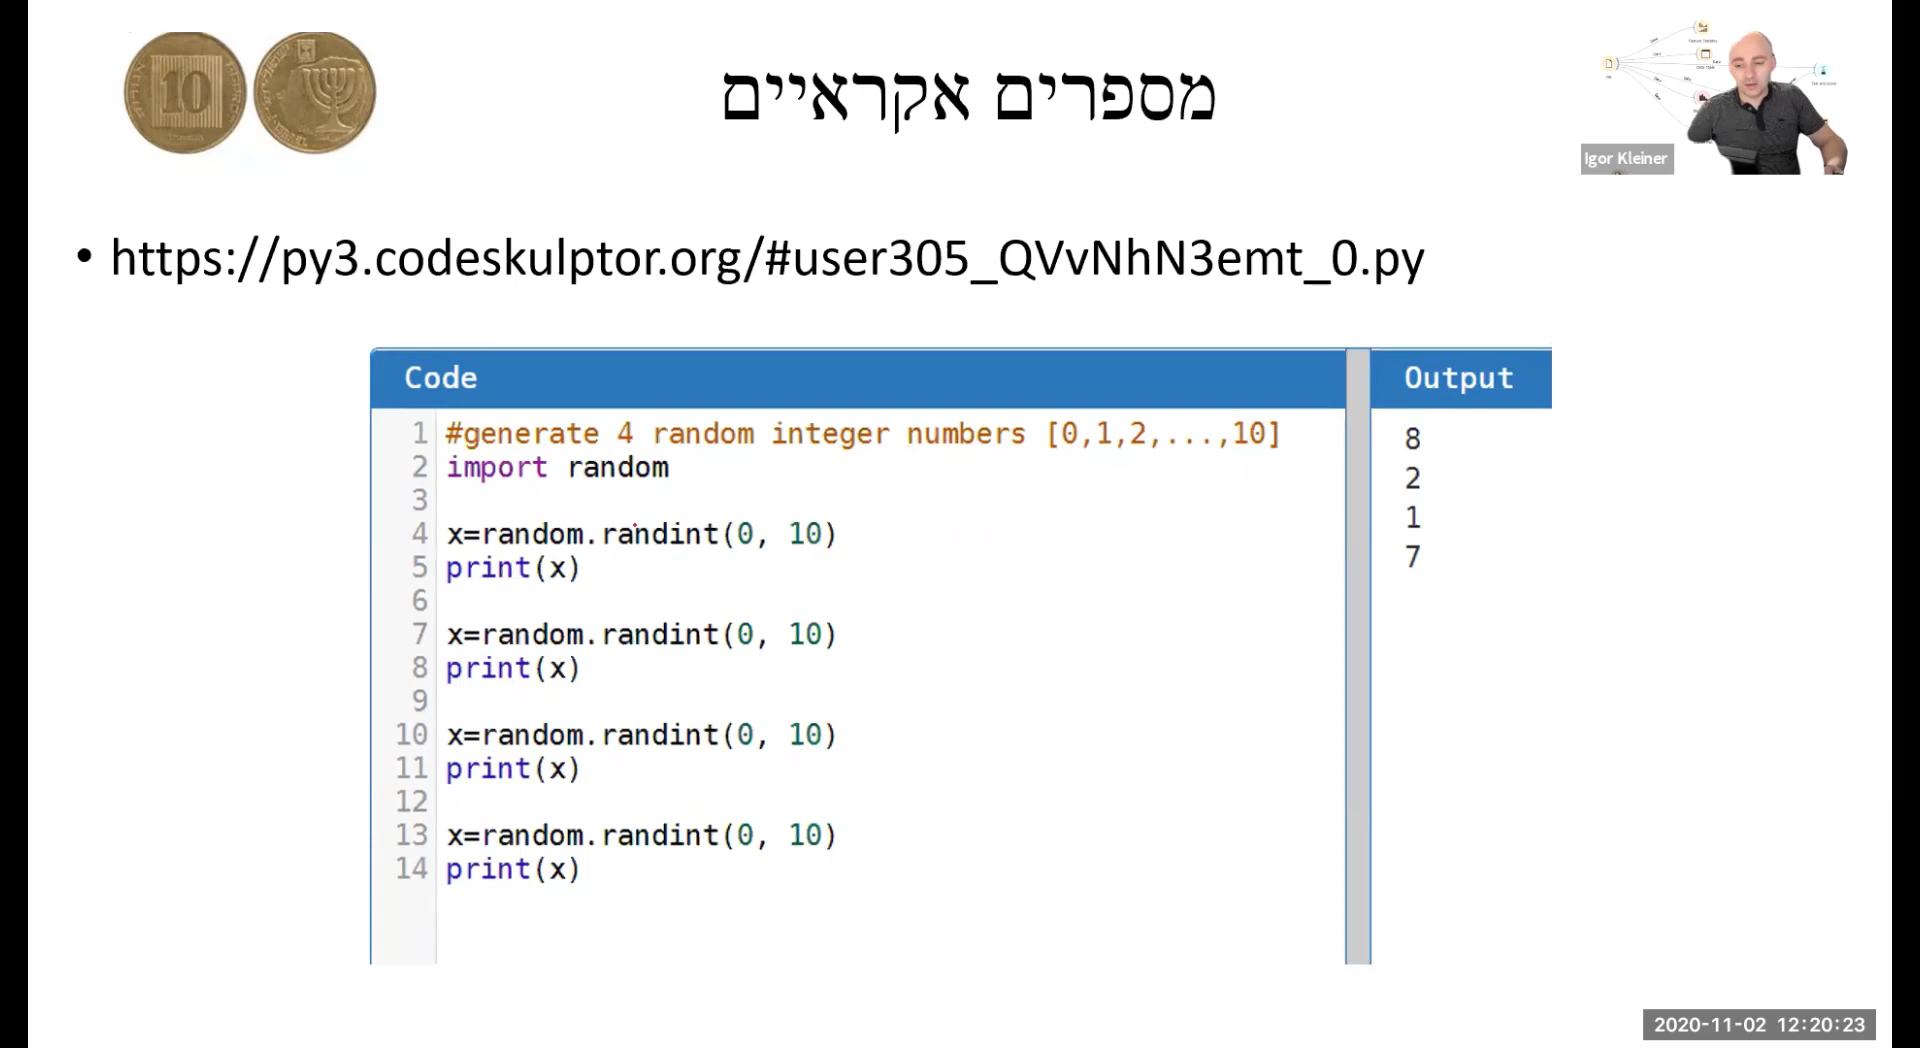 מספרים אקראיים
10
Igor Kleiner
• https://py3.codeskulptor.org/#user305_QVvNhN3emt_0.py
Code
Output
1 #generate 4 random integer numbers [0,1,2,...,10]
2 import random
3
4 x=random.randint(0, 10)
5 print(x)
6
7 x=random.randint(0, 10)
8 print(x)
9
10 x=random.randint(0, 10)
11 print(x)
12
13 x=random.randint(0, 10)
14 print(x)
8
2
1
7
2020-11-02 12:20:23